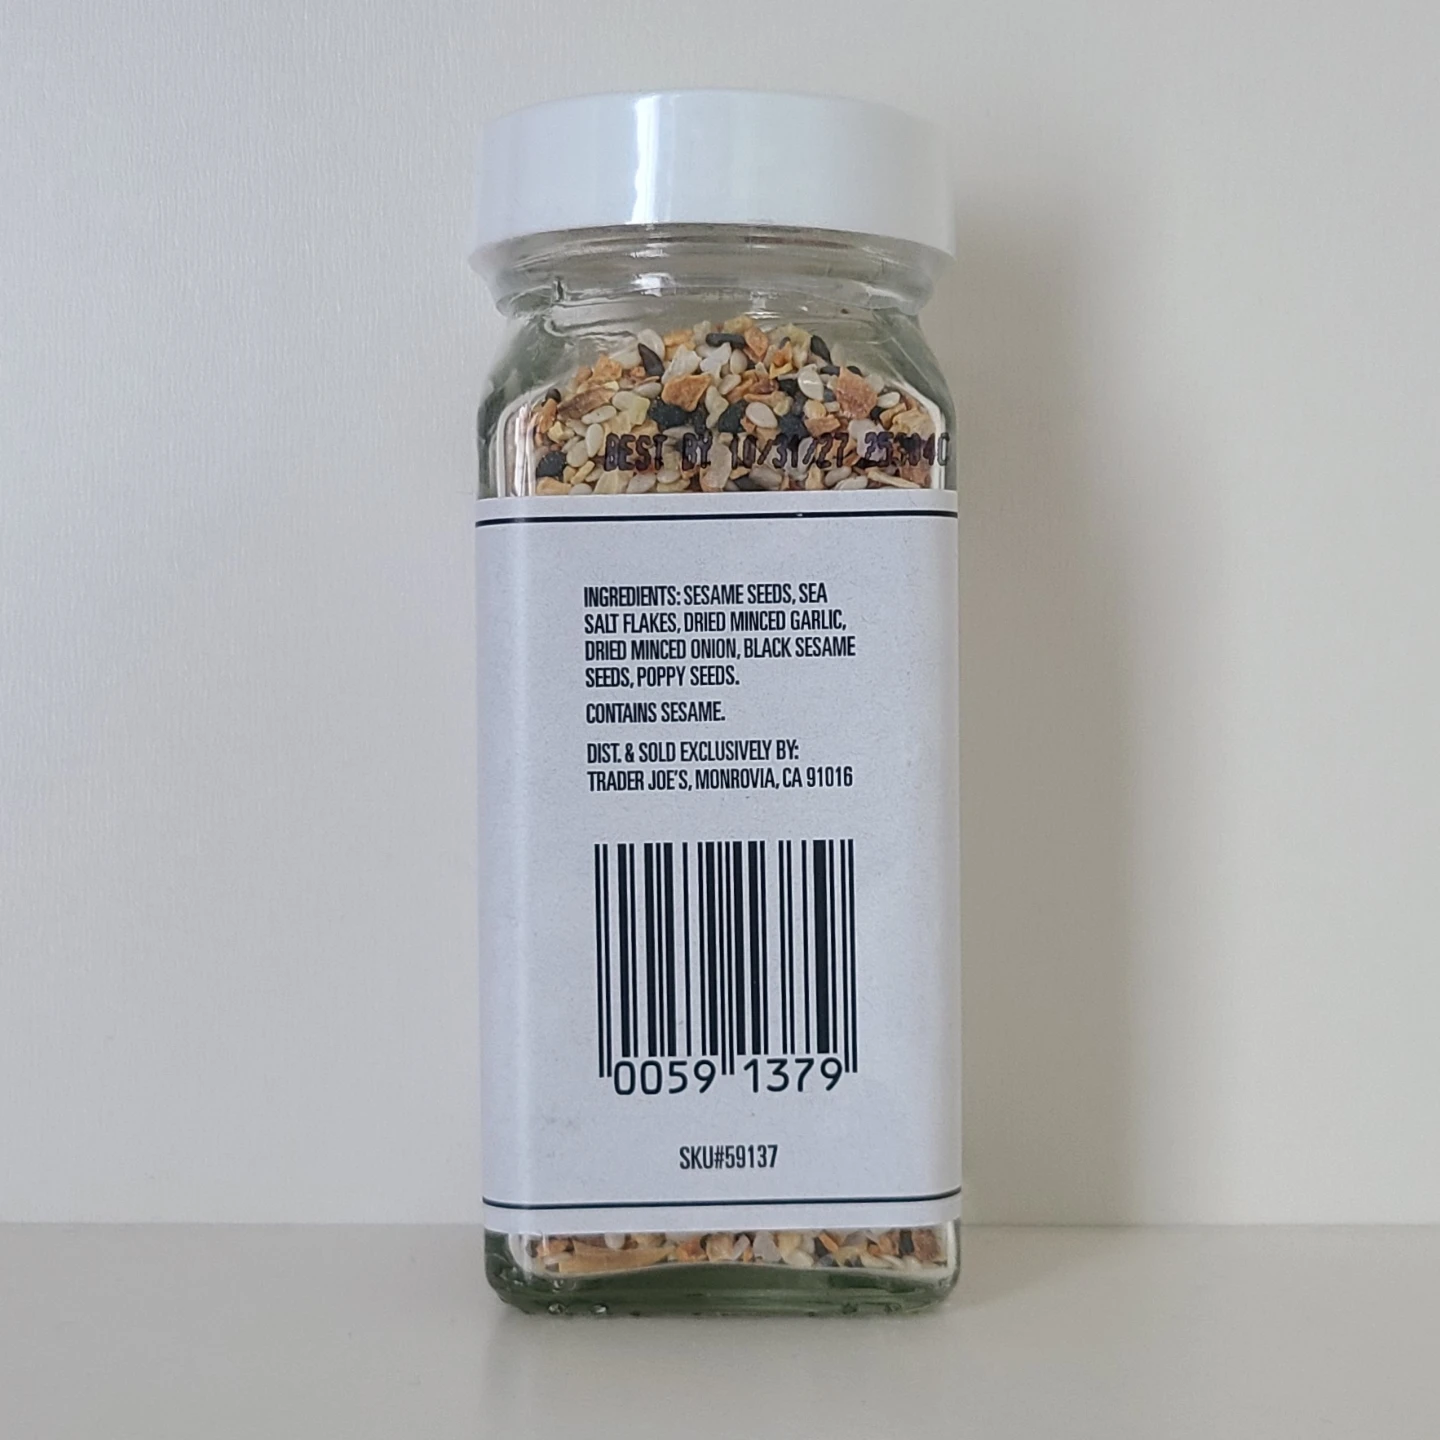 BEST BY 10/31/27
INGREDIENTS: SESAME SEEDS, SEA
SALT FLAKES, DRIED MINCED GARLIC,
DRIED MINCED ONION, BLACK SESAME
SEEDS, POPPY SEEDS.
CONTAINS SESAME.
DIST. & SOLD EXCLUSIVELY BY:
TRADER JOE'S, MONROVIA, CA 91016
0059 1379
SKU#59137